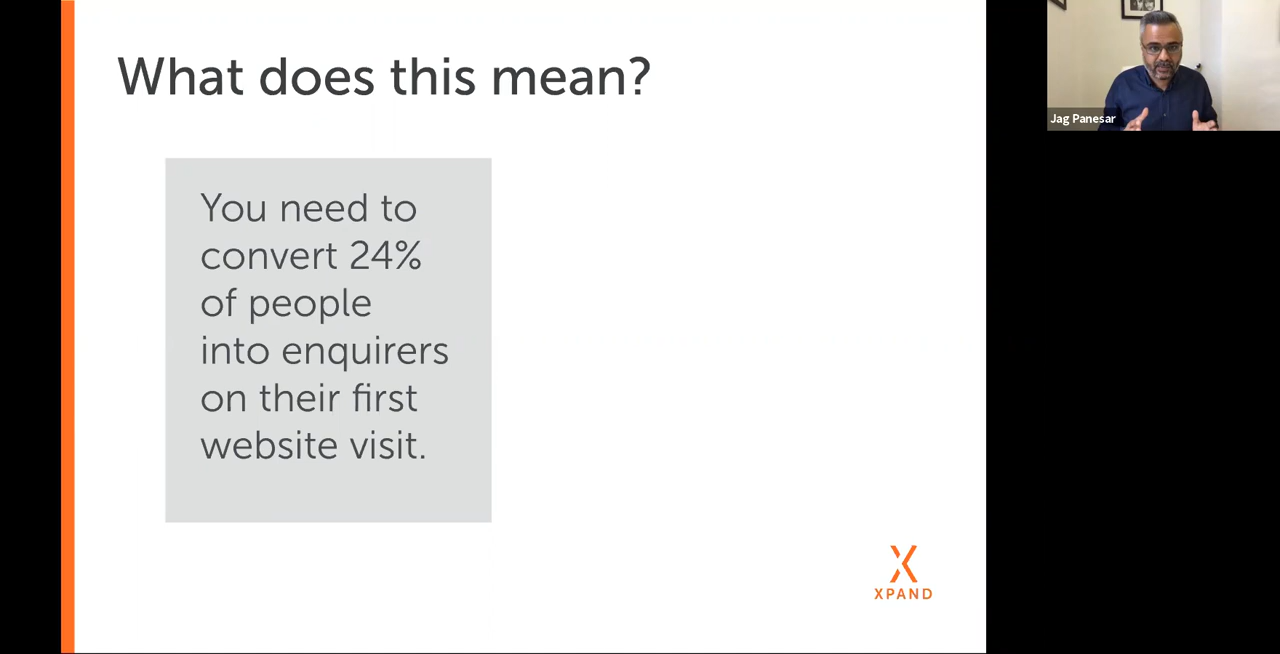 What does this mean?
You need to
convert 24%
of people
into enquirers
on their first
website visit.
XPAND
Jag Panesar